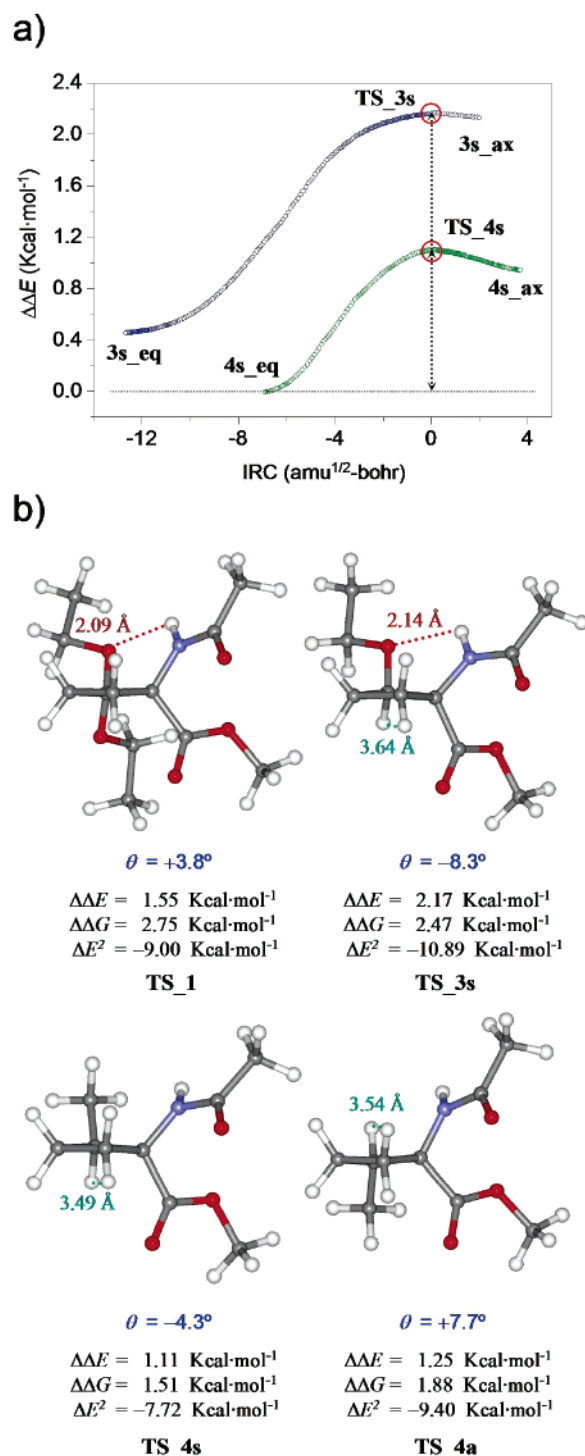 a)
2.4
2.0
1.6
1.2
0.8
0.4
0.0
ΔΔE (Kcal·mol⁻¹)
TS_3s
3s_ax
TS_4s
4s_ax
3s_eq
4s_eq
-12 -8 -4 0 4
IRC (amu¹/²-bohr)
b)
2.09 Å
2.14 Å
3.64 Å
θ = +3.8º
ΔΔE = 1.55 Kcal·mol⁻¹
ΔΔG = 2.75 Kcal·mol⁻¹
ΔE² = –9.00 Kcal·mol⁻¹
TS_1
θ = –8.3º
ΔΔE = 2.17 Kcal·mol⁻¹
ΔΔG = 2.47 Kcal·mol⁻¹
ΔE² = –10.89 Kcal·mol⁻¹
TS_3s
3.49 Å
3.54 Å
θ = –4.3º
ΔΔE = 1.11 Kcal·mol⁻¹
ΔΔG = 1.51 Kcal·mol⁻¹
ΔE² = –7.72 Kcal·mol⁻¹
TS_4s
θ = +7.7º
ΔΔE = 1.25 Kcal·mol⁻¹
ΔΔG = 1.88 Kcal·mol⁻¹
ΔE² = –9.40 Kcal·mol⁻¹
TS_4a